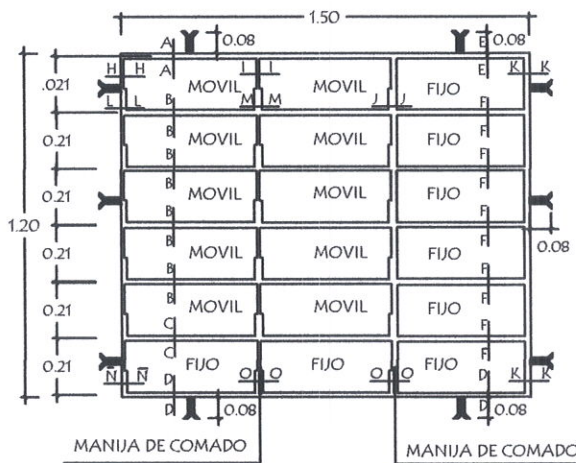 1.50
A 0.08 E 0.08
H H A I I E K K
.021 MOVIL MOVIL FIJO
L L B M M J J F
0.21 B MOVIL MOVIL F FIJO
B F
0.21 B MOVIL MOVIL F FIJO
B F
1.20
0.21 B MOVIL MOVIL F FIJO 0.08
B F
0.21 B MOVIL MOVIL F FIJO
C F
0.21 C FIJO FIJO F FIJO
Ñ Ñ D O O O O D K K
D 0.08 D 0.08
MANIJA DE COMADO MANIJA DE COMADO